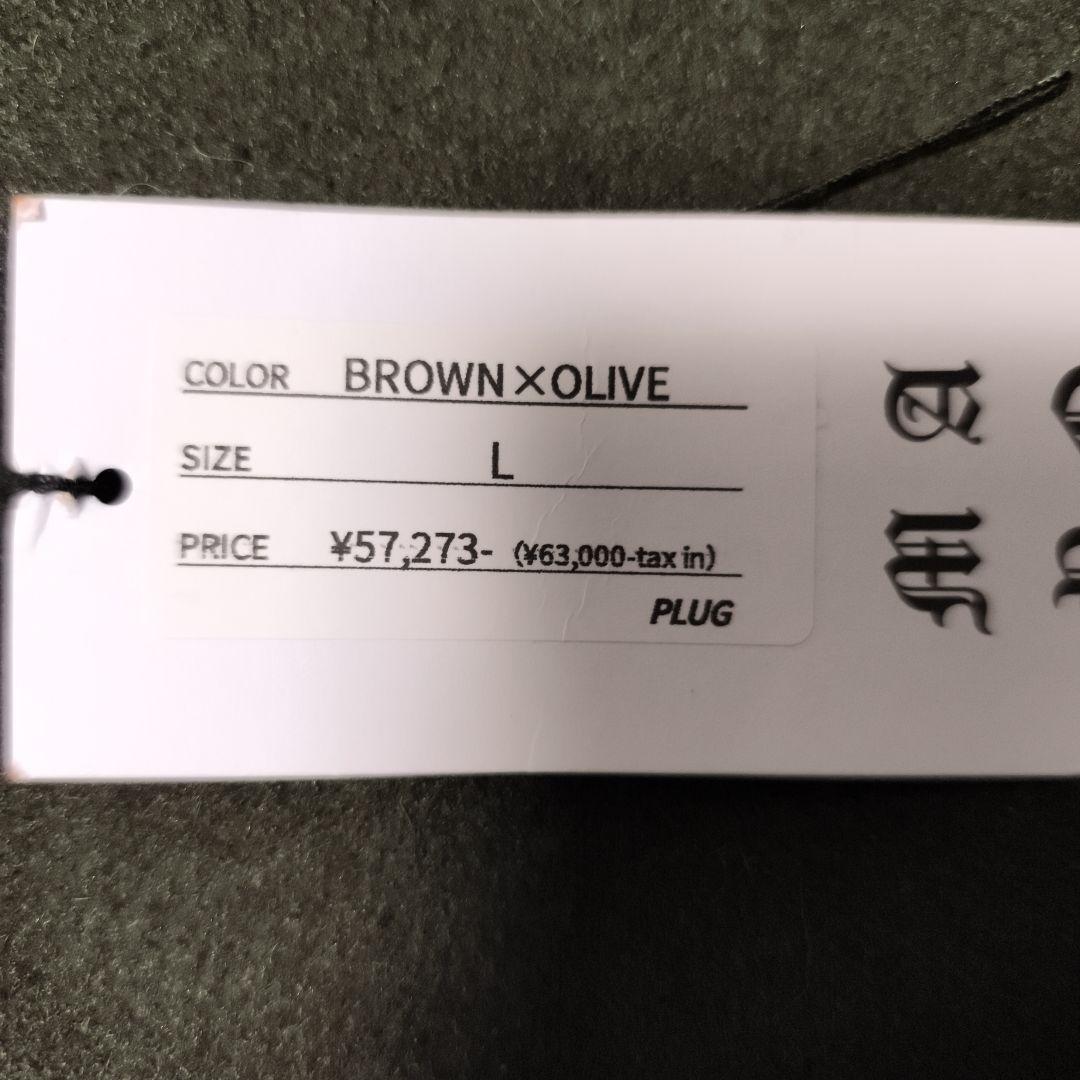 COLOR BROWN×OLIVE
SIZE L
PRICE ¥57,273- (¥63,000-tax in)
PLUG